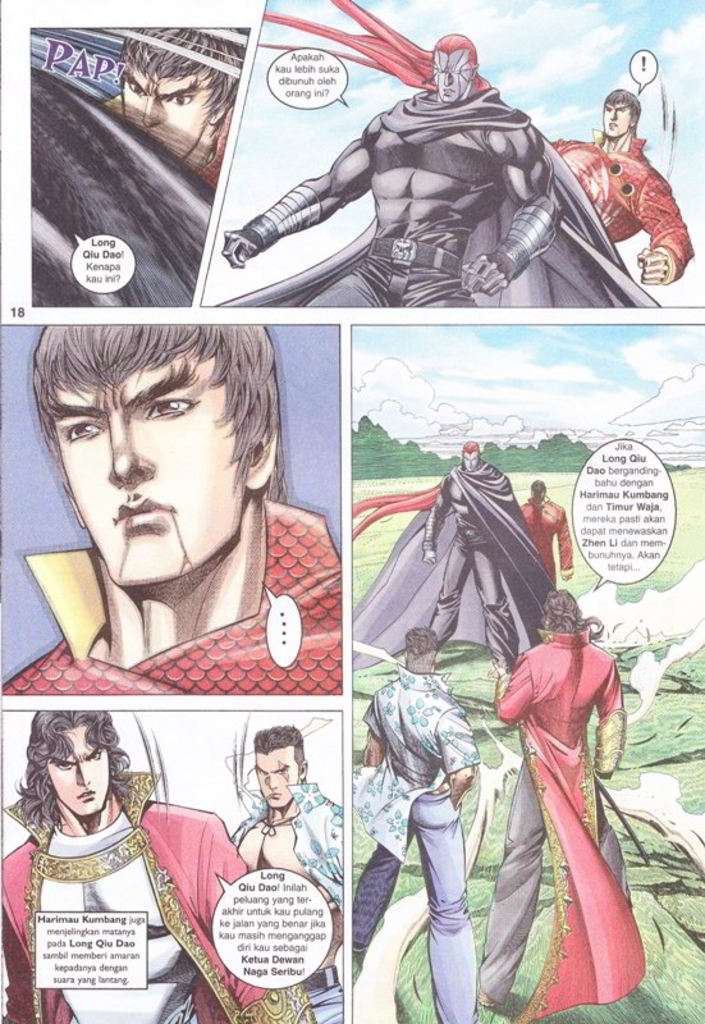 PAP!
Long
Qiu Dao!
Kenapa
kau ini?
Apakah
kau lebih suka
dibunuh oleh
orang ini?
!
18
....
Jika
Long Qiu
Dao berganding-
bahu dengan
Harimau Kumbang
dan Timur Waja,
mereka pasti akan
dapat menewaskan
Zhen Li dan mem-
bunuhnya. Akan
tetapi...
Harimau Kumbang juga
menjelingkan matanya
pada Long Qiu Dao
sambil memberi amaran
kepadanya dengan
suara yang lantang.
Long
Qiu Dao! Inilah
peluang yang ter-
akhir untuk kau pulang
ke jalan yang benar jika
kau masih menganggap
diri kau sebagai
Ketua Dewan
Naga Seribu!